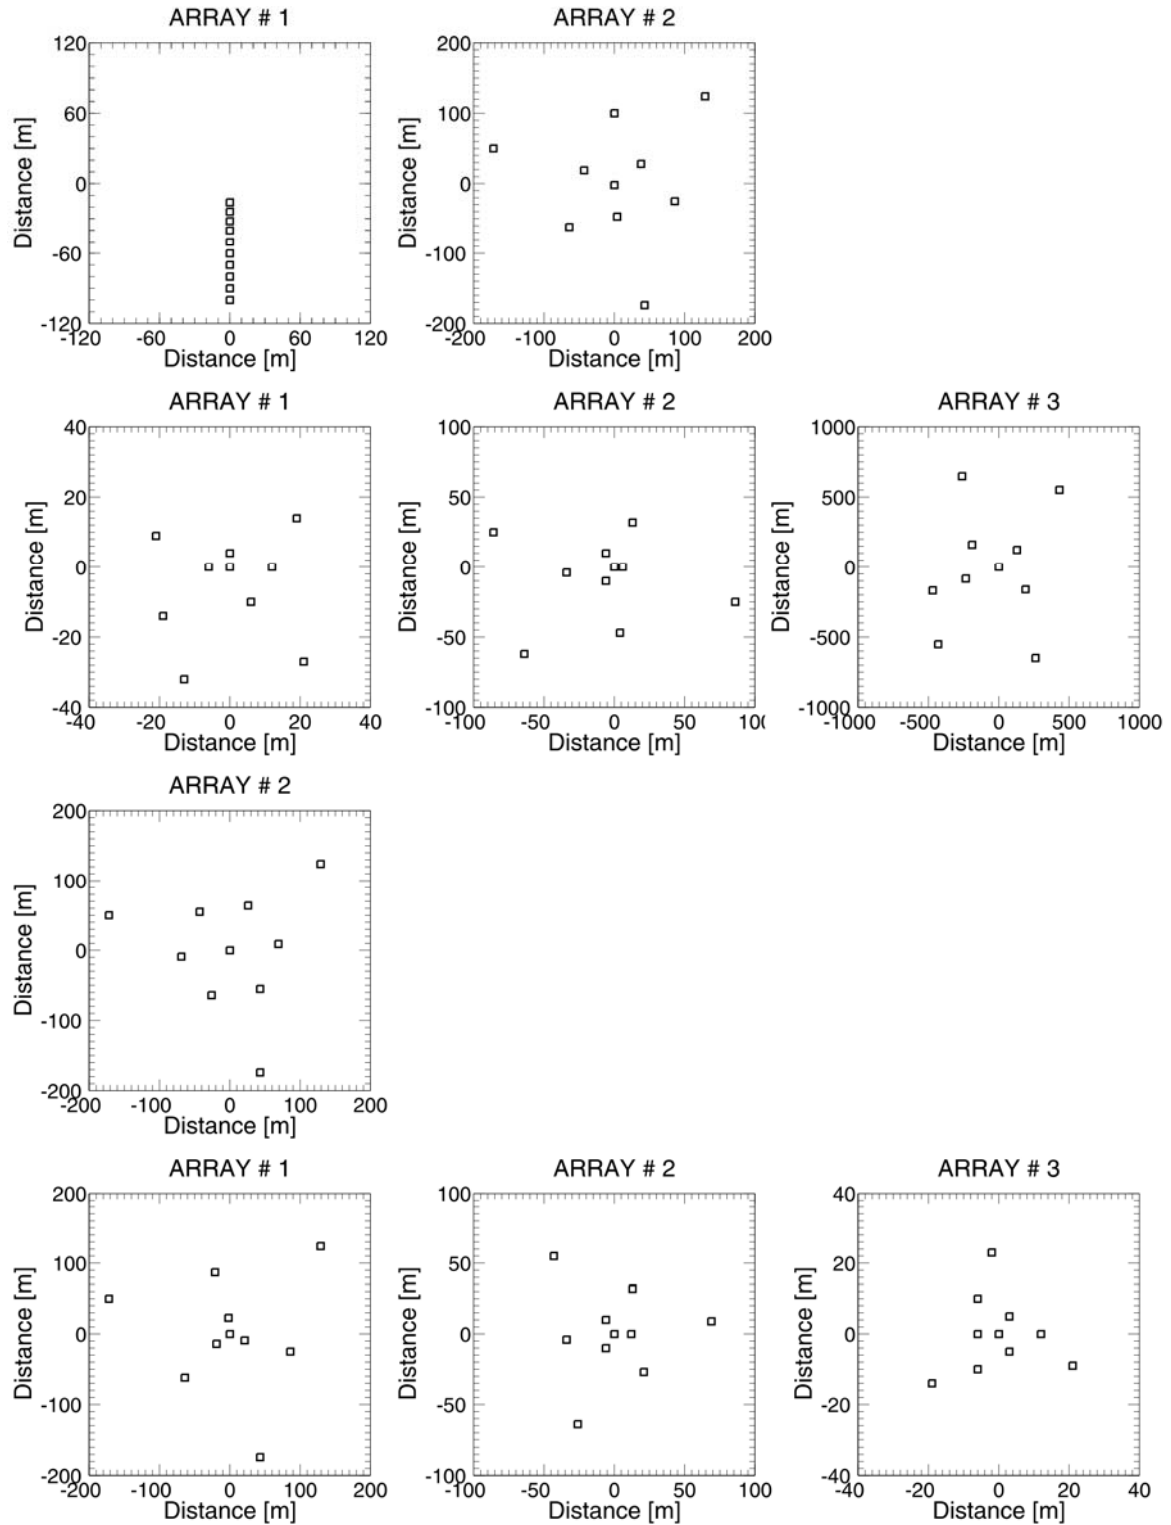 ARRAY # 1 ARRAY # 2
120 200
60 100
0 0
-60 -100
-120 -200
Distance [m] Distance [m]
-120 -60 0 60 120 -200 -100 0 100 200
Distance [m] Distance [m]
ARRAY # 1 ARRAY # 2 ARRAY # 3
40 100 1000
20 50 500
0 0 0
-20 -50 -500
-40 -100 -1000
Distance [m] Distance [m] Distance [m]
-40 -20 0 20 40 -100 -50 0 50 10( -1000 -500 0 500 1000
Distance [m] Distance [m] Distance [m]
ARRAY # 2
200
100
0
-100
-200
Distance [m]
-200 -100 0 100 200
Distance [m]
ARRAY # 1 ARRAY # 2 ARRAY # 3
200 100 40
100 50 20
0 0 0
-100 -50 -20
-200 -100 -40
Distance [m] Distance [m] Distance [m]
-200 -100 0 100 200 -100 -50 0 50 100 -40 -20 0 20 40
Distance [m] Distance [m] Distance [m]